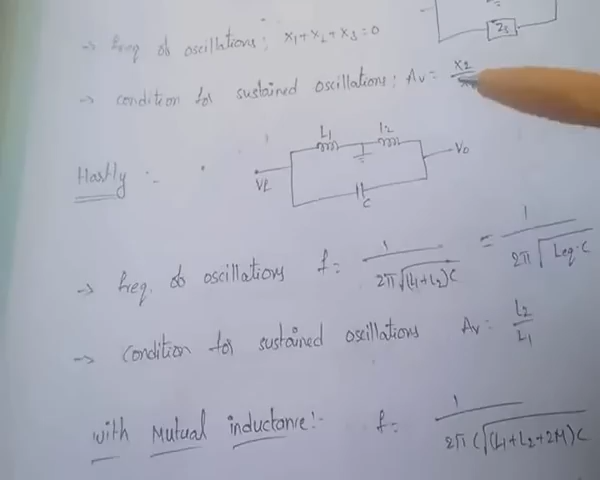 Z3
→ freq of oscillations; X1+X2+X3=0
→ condition for sustained oscillations; Av = X2
Hartly :-
L1 L2
Vf Vo
C
→ freq. of oscillations f = 1/2π√(L1+L2)C = 1/2π√Leq.C
→ condition for sustained oscillations Av = L2/L1
with Mutual inductance:- f = 1/2π(√(L1+L2+2M)C